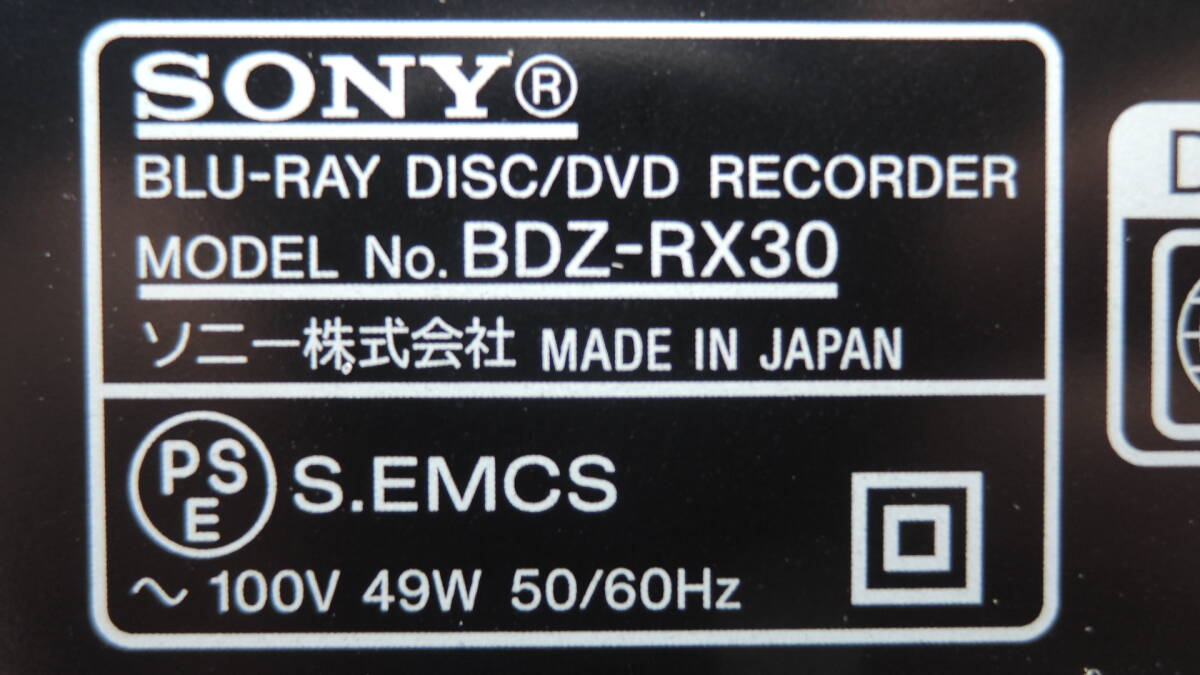 SONY®
BLU-RAY DISC/DVD RECORDER
MODEL No. BDZ-RX30
ソニー株式会社 MADE IN JAPAN
PSE S.EMCS
～ 100V 49W 50/60Hz